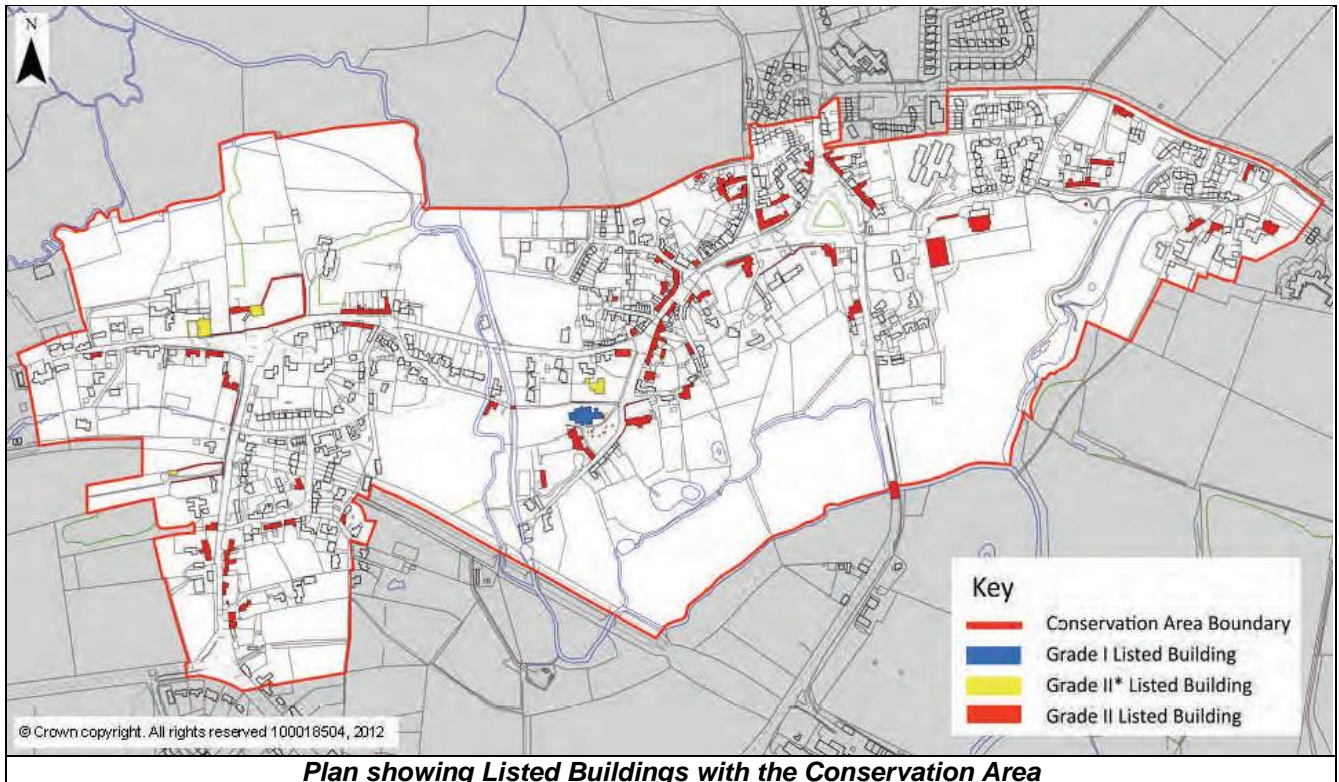 N
Key
Conservation Area Boundary
Grade I Listed Building
Grade II* Listed Building
Grade II Listed Building
© Crown copyright. All rights reserved 100018504, 2012
Plan showing Listed Buildings with the Conservation Area